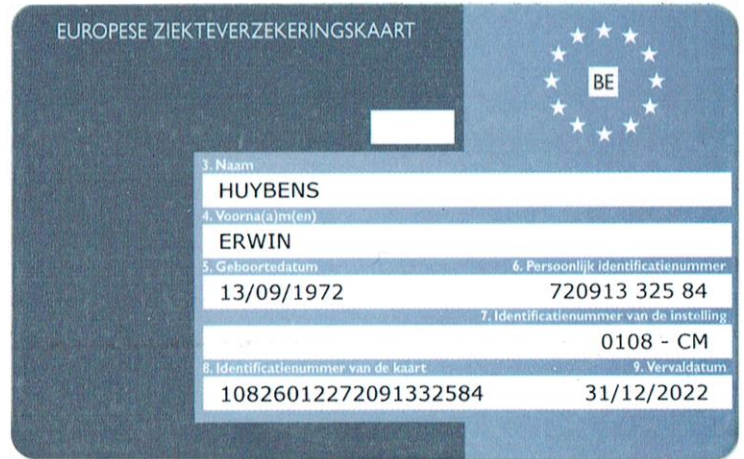 EUROPESE ZIEKTEVERZEKERINGSKAART
BE
3. Naam
HUYBENS
4. Voorna(a)m(en)
ERWIN
5. Geboortedatum 6. Persoonlijk identificatienummer
13/09/1972 720913 325 84
7. Identificatienummer van de instelling
0108 - CM
8. Identificatienummer van de kaart 9. Vervaldatum
10826012272091332584 31/12/2022